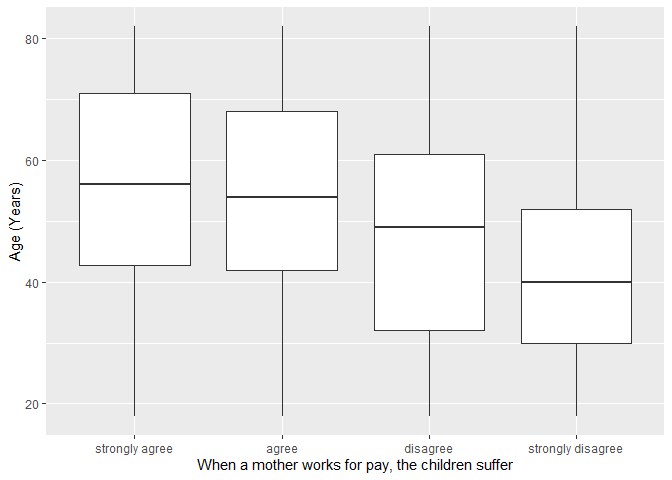 80
60
40
20
Age (Years)
strongly agree
agree
disagree
strongly disagree
When a mother works for pay, the children suffer